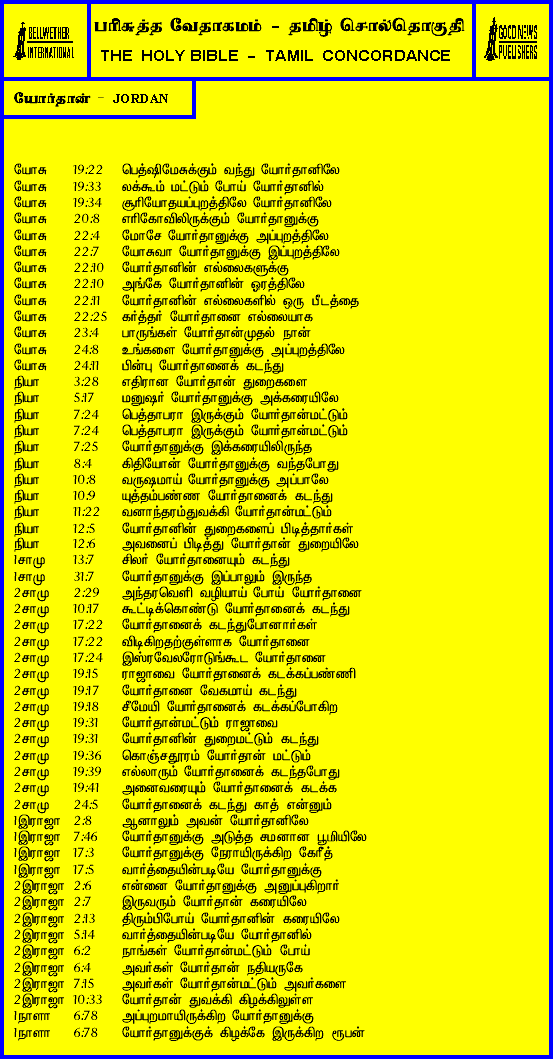 BELLWETHER
INTERNATIONAL
பரிசுத்த வேதாகமம் - தமிழ் சொல்தொகுதி
THE HOLY BIBLE - TAMIL CONCORDANCE
GOOD NEWS
PUBLISHERS
யோர்தான் - JORDAN
யோசு 19:22 பெத்ஷிமேசுக்கும் வந்து யோர்தானிலே
யோசு 19:33 லக்கூம் மட்டும் போய் யோர்தானில்
யோசு 19:34 சூரியோதயப்புறத்திலே யோர்தானிலே
யோசு 20:8 எரிகோவிலிருக்கும் யோர்தானுக்கு
யோசு 22:4 மோசே யோர்தானுக்கு அப்புறத்திலே
யோசு 22:7 யோசுவா யோர்தானுக்கு இப்புறத்திலே
யோசு 22:10 யோர்தானின் எல்லைகளுக்கு
யோசு 22:10 அங்கே யோர்தானின் ஓரத்திலே
யோசு 22:11 யோர்தானின் எல்லைகளில் ஒரு பீடத்தை
யோசு 22:25 கர்த்தர் யோர்தானை எல்லையாக
யோசு 23:4 பாருங்கள் யோர்தான்முதல் நான்
யோசு 24:8 உங்களை யோர்தானுக்கு அப்புறத்திலே
யோசு 24:11 பின்பு யோர்தானைக் கடந்து
நியா 3:28 எதிரான யோர்தான் துறைகளை
நியா 5:17 மனுஷர் யோர்தானுக்கு அக்கரையிலே
நியா 7:24 பெத்தாபரா இருக்கும் யோர்தான்மட்டும்
நியா 7:24 பெத்தாபரா இருக்கும் யோர்தான்மட்டும்
நியா 7:25 யோர்தானுக்கு இக்கரையிலிருந்த
நியா 8:4 கிதியோன் யோர்தானுக்கு வந்தபோது
நியா 10:8 வருஷமாய் யோர்தானுக்கு அப்பாலே
நியா 10:9 யுத்தம்பண்ண யோர்தானைக் கடந்து
நியா 11:22 வனாந்தரம்துவக்கி யோர்தான்மட்டும்
நியா 12:5 யோர்தானின் துறைகளைப் பிடித்தார்கள்
நியா 12:6 அவனைப் பிடித்து யோர்தான் துறையிலே
1சாமு 13:7 சிலர் யோர்தானையும் கடந்து
1சாமு 31:7 யோர்தானுக்கு இப்பாலும் இருந்த
2சாமு 2:29 அந்தரவெளி வழியாய் போய் யோர்தானை
2சாமு 10:17 கூட்டிக்கொண்டு யோர்தானைக் கடந்து
2சாமு 17:22 யோர்தானைக் கடந்துபோனார்கள்
2சாமு 17:22 விடிகிறதற்குள்ளாக யோர்தானை
2சாமு 17:24 இஸ்ரவேலரோடுங்கூட யோர்தானை
2சாமு 19:15 ராஜாவை யோர்தானைக் கடக்கப்பண்ணி
2சாமு 19:17 யோர்தானை வேகமாய் கடந்து
2சாமு 19:18 சீமேயி யோர்தானைக் கடக்கப்போகிற
2சாமு 19:31 யோர்தான்மட்டும் ராஜாவை
2சாமு 19:31 யோர்தானின் துறைமட்டும் கடந்து
2சாமு 19:36 கொஞ்சதூரம் யோர்தான் மட்டும்
2சாமு 19:39 எல்லாரும் யோர்தானைக் கடந்தபோது
2சாமு 19:41 அனைவரையும் யோர்தானைக் கடக்க
2சாமு 24:5 யோர்தானைக் கடந்து காத் என்னும்
1இராஜா 2:8 ஆனாலும் அவன் யோர்தானிலே
1இராஜா 7:46 யோர்தானுக்கு அடுத்த சமனான பூமியிலே
1இராஜா 17:3 யோர்தானுக்கு நேராயிருக்கிற கேரீத்
1இராஜா 17:5 வார்த்தையின்படியே யோர்தானுக்கு
2இராஜா 2:6 என்னை யோர்தானுக்கு அனுப்புகிறார்
2இராஜா 2:7 இருவரும் யோர்தான் கரையிலே
2இராஜா 2:13 திரும்பிபோய் யோர்தானின் கரையிலே
2இராஜா 5:14 வார்த்தையின்படியே யோர்தானில்
2இராஜா 6:2 நாங்கள் யோர்தான்மட்டும் போய்
2இராஜா 6:4 அவர்கள் யோர்தான் நதியருகே
2இராஜா 7:15 அவர்கள் யோர்தான்மட்டும் அவர்களை
2இராஜா 10:33 யோர்தான் துவக்கி கிழக்கிலுள்ள
1நாளா 6:78 அப்புறமாயிருக்கிற யோர்தானுக்கு
1நாளா 6:78 யோர்தானுக்குக் கிழக்கே இருக்கிற ரூபன்